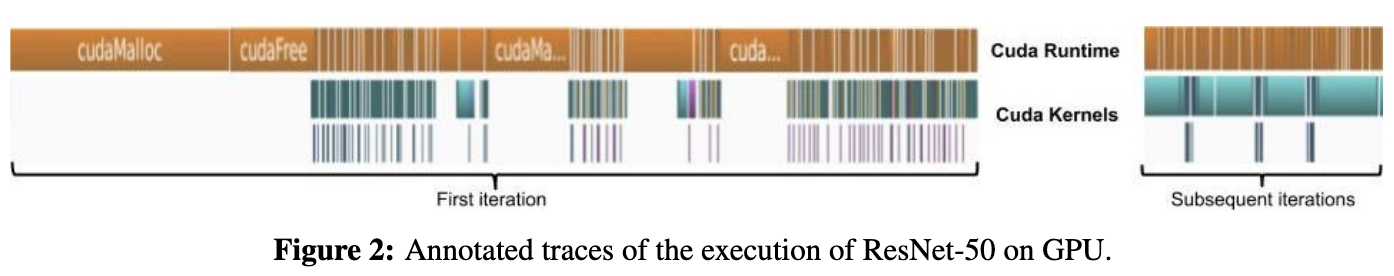 cudaMalloc
cudaFree
cudaMa...
cuda...
Cuda Runtime
Cuda Kernels
First iteration
Subsequent iterations
Figure 2: Annotated traces of the execution of ResNet-50 on GPU.